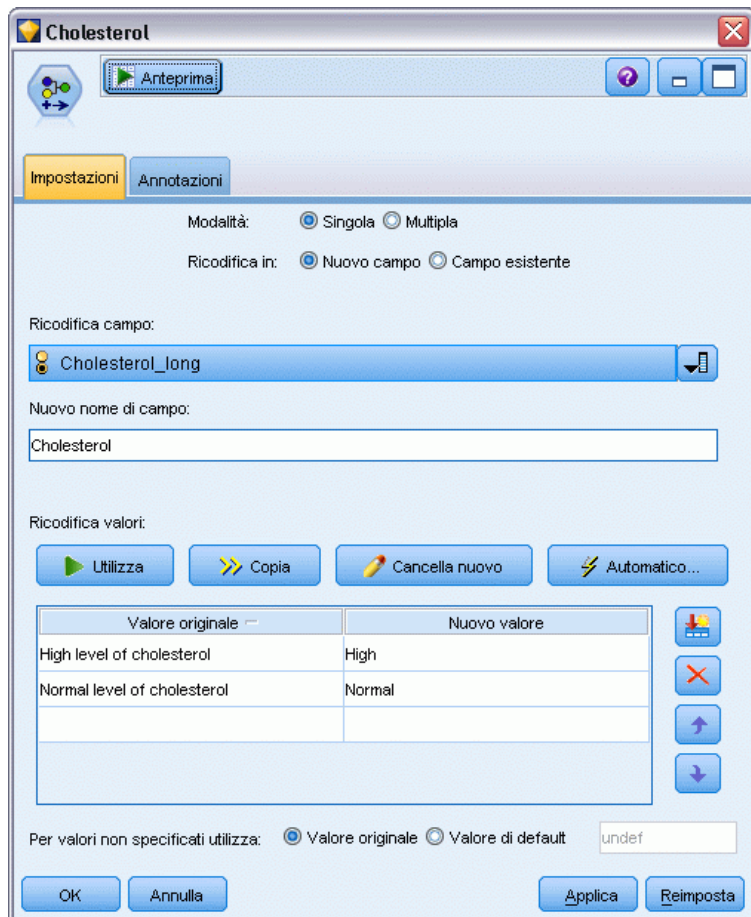 Cholesterol
Anteprima
Impostazioni Annotazioni
Modalità: Singola Multipla
Ricodifica in: Nuovo campo Campo esistente
Ricodifica campo:
Cholesterol_long
Nuovo nome di campo:
Cholesterol
Ricodifica valori:
Utilizza Copia Cancella nuovo Automatico...
Valore originale Nuovo valore
High level of cholesterol High
Normal level of cholesterol Normal
Per valori non specificati utilizza: Valore originale Valore di default undef
OK Annulla Applica Reimposta